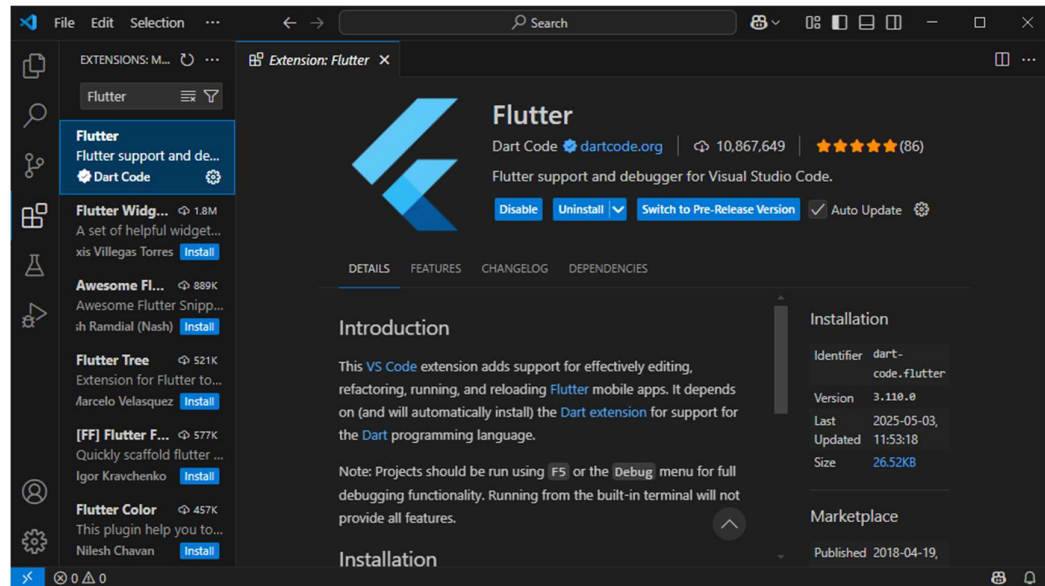 File Edit Selection ··· Search
EXTENSIONS: M... ···
Flutter
Flutter
Flutter support and de...
Dart Code
Flutter Widg... 1.8M
A set of helpful widget...
xis Villegas Torres Install
Awesome Fl... 889K
Awesome Flutter Snipp...
sh Ramdial (Nash) Install
Flutter Tree 521K
Extension for Flutter to...
Marcelo Velasquez Install
[FF] Flutter F... 577K
Quickly scaffold flutter ...
Igor Kravchenko Install
Flutter Color 457K
This plugin help you to...
Nilesh Chavan Install
Extension: Flutter
Flutter
Dart Code dartcode.org 10,867,649 (86)
Flutter support and debugger for Visual Studio Code.
Disable Uninstall Switch to Pre-Release Version Auto Update
DETAILS FEATURES CHANGELOG DEPENDENCIES
Introduction
This VS Code extension adds support for effectively editing,
refactoring, running, and reloading Flutter mobile apps. It depends
on (and will automatically install) the Dart extension for support for
the Dart programming language.
Note: Projects should be run using F5 or the Debug menu for full
debugging functionality. Running from the built-in terminal will not
provide all features.
Installation
Installation
Identifier dart-
code.flutter
Version 3.110.0
Last 2025-05-03,
Updated 11:53:18
Size 26.52KB
Marketplace
Published 2018-04-19,
0 0